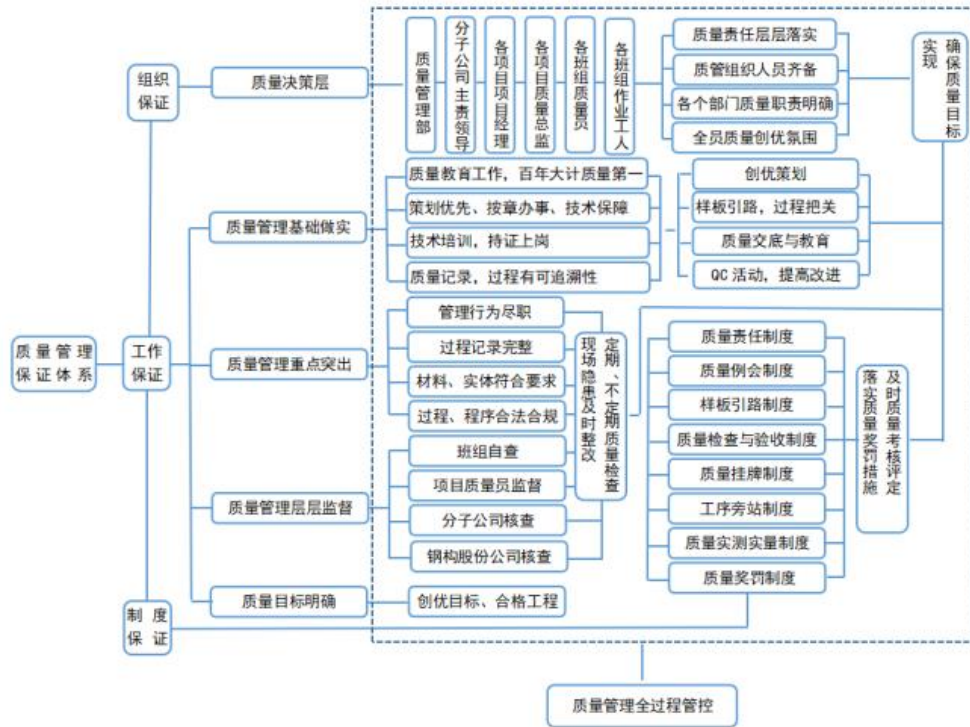 质量管理
保证体系
组织
保证
工作
保证
制度
保证
质量决策层
质量管理部
分子公司主责领导
各项目项目经理
各项目质量总监
各班组质量员
各班组作业工人
质量责任层层落实
质管组织人员齐备
各个部门质量职责明确
全员质量创优氛围
确保质量目标
实现
质量管理基础做实
质量教育工作，百年大计质量第一
策划优先、按章办事、技术保障
技术培训，持证上岗
质量记录，过程有可追溯性
创优策划
样板引路，过程把关
质量交底与教育
QC 活动，提高改进
质量管理重点突出
管理行为尽职
过程记录完整
材料、实体符合要求
过程、程序合法合规
质量管理层层监督
班组自查
项目质量员监督
分子公司核查
钢构股份公司核查
定期、不定期质量检查
现场隐患及时整改
质量责任制度
质量例会制度
样板引路制度
质量检查与验收制度
质量挂牌制度
工序旁站制度
质量实测实量制度
质量奖罚制度
及时质量考核评定
落实质量奖罚措施
质量目标明确
创优目标、合格工程
质量管理全过程管控